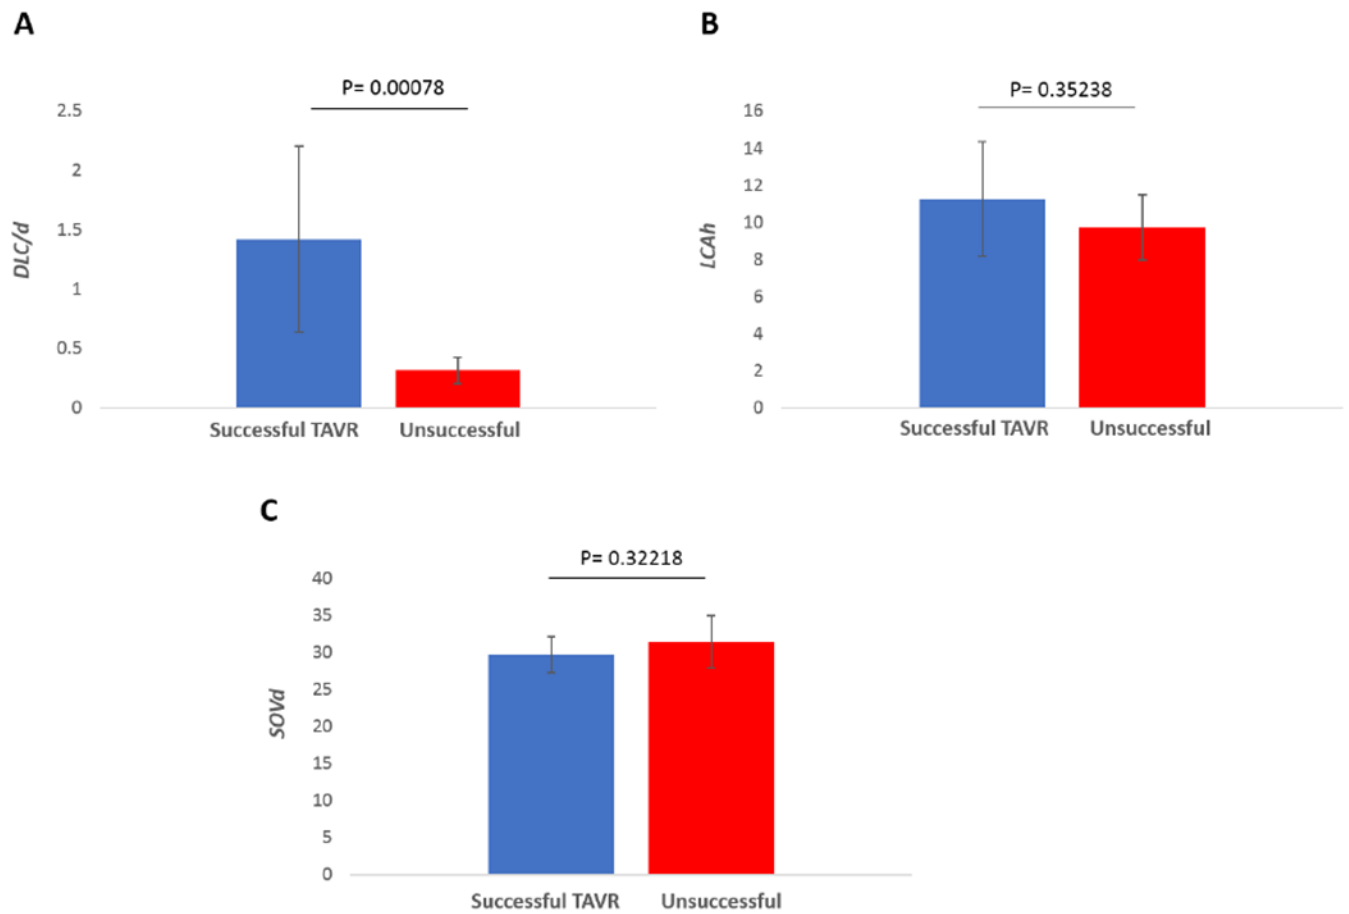 A
P= 0.00078
2.5
2
1.5
1
0.5
0
DLC/d
Successful TAVR Unsuccessful
B
P= 0.35238
16
14
12
10
8
6
4
2
0
LCAh
Successful TAVR Unsuccessful
C
P= 0.32218
40
35
30
25
20
15
10
5
0
SOVd
Successful TAVR Unsuccessful